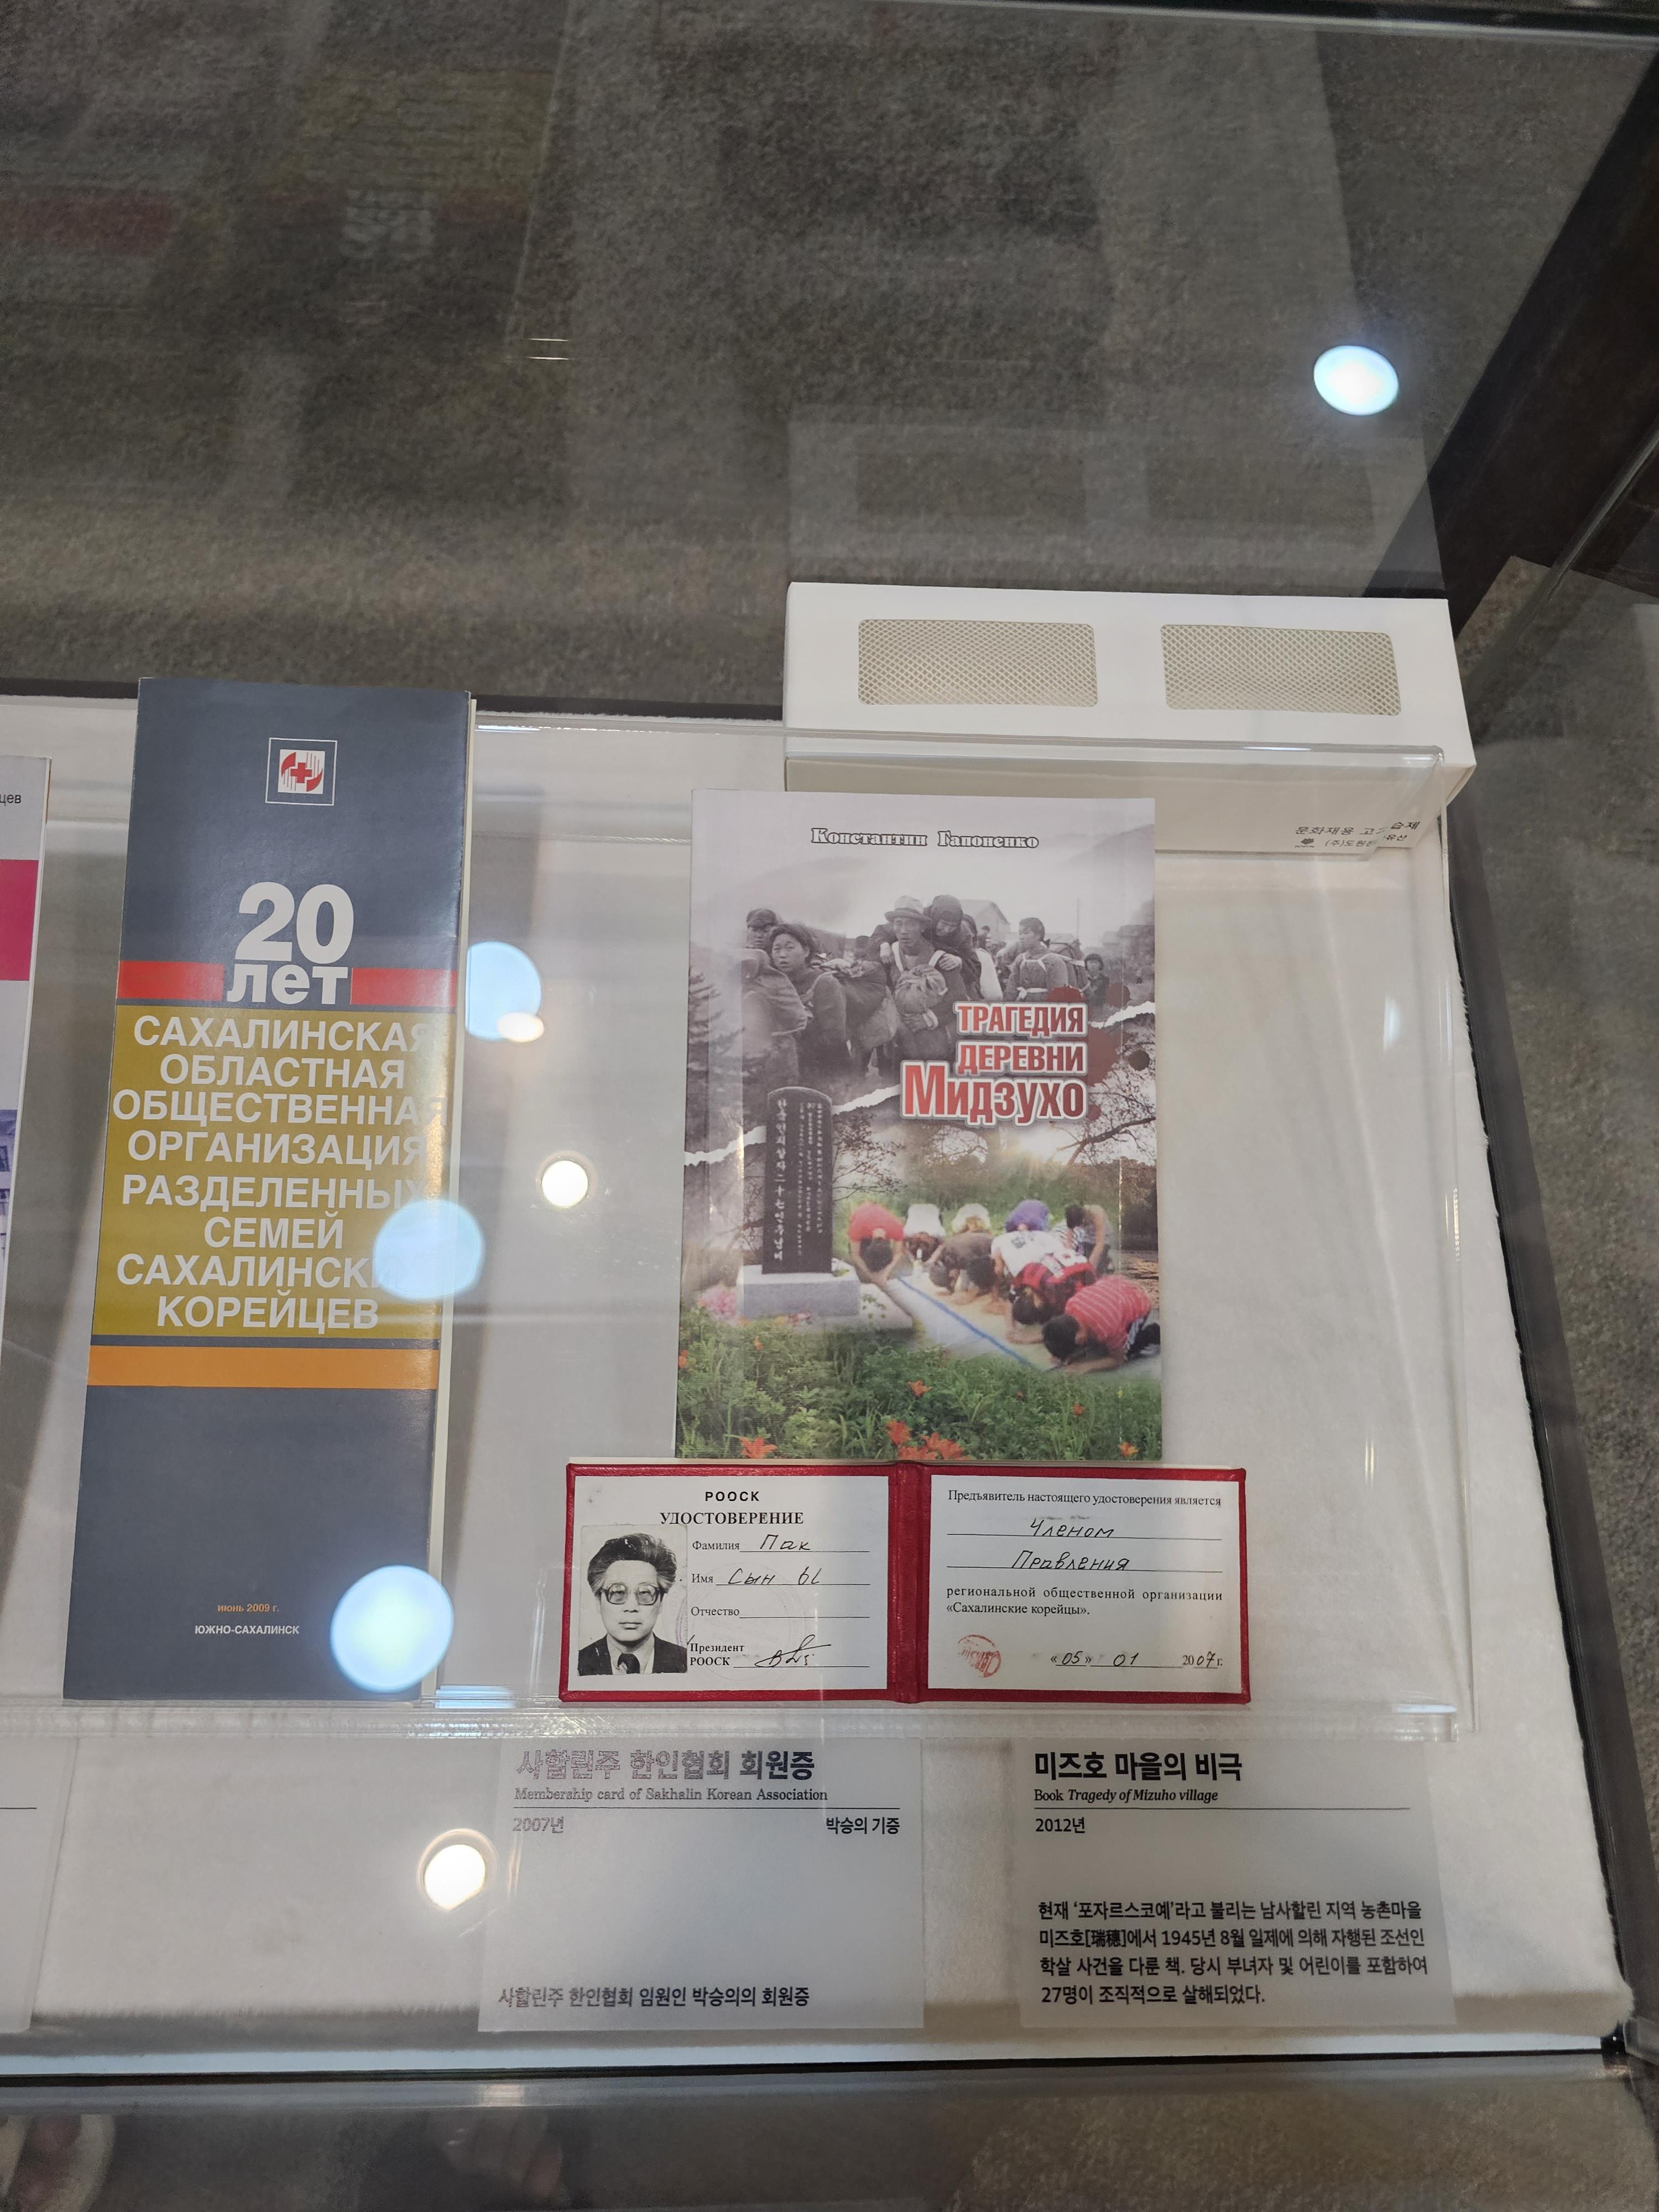 цев
20
лет
САХАЛИНСКАЯ
ОБЛАСТНАЯ
ОБЩЕСТВЕННАЯ
ОРГАНИЗАЦИЯ
РАЗДЕЛЕННЫХ
СЕМЕЙ
САХАЛИНСКИ
КОРЕЙЦЕВ
июнь 2009 г.
ЮЖНО-САХАЛИНСК
문화재용
습제
Константин Гапоненко
ТРАГЕДИЯ
ДЕРЕВНИ
МИДЗУХО
РООСК
УДОСТОВЕРЕНИЕ
Фамилия Пак
Имя Сын Ы
Отчество
Президент
РООСК
Предъявитель настоящего удостоверения является
Членом
Правления
региональной общественной организации
«Сахалинские корейцы».
«05» 01 2007г.
사할린주 한인협회 회원증
Membership card of Sakhalin Korean Association
2007년 박승의 기증
사할린주 한인협회 임원인 박승의의 회원증
미즈호 마을의 비극
Book Tragedy of Mizuho village
2012년
현재 ‘포자르스코예’라고 불리는 남사할린 지역 농촌마을
미즈호[瑞穗]에서 1945년 8월 일제에 의해 자행된 조선인
학살 사건을 다룬 책. 당시 부녀자 및 어린이를 포함하여
27명이 조직적으로 살해되었다.